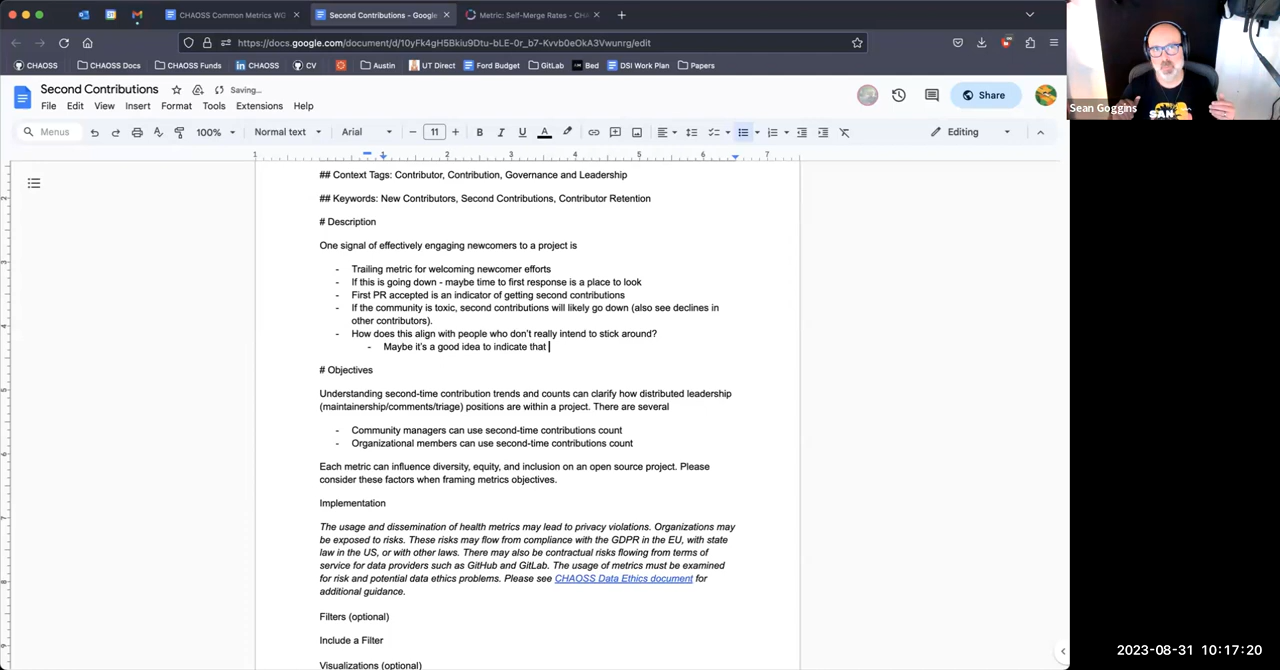 CHAOSS Common Metrics WG
Second Contributions - Google
Metric: Self-Merge Rates - CHA
https://docs.google.com/document/d/10yFk4gH5Bkiu9Dtu-bLE-0r_b7-Kvvb0eOkA3Vwunrg/edit
CHAOSS
CHAOSS Docs
CHAOSS Funds
CHAOSS
CV
Austin
UT Direct
Ford Budget
GitLab
Bed
DSI Work Plan
Papers
Sean Goggins
SAN
Second Contributions
Saving...
File Edit View Insert Format Tools Extensions Help
Share
Menus
100%
Normal text
Arial
11
Editing
1 1 2 3 4 5 6 7
## Context Tags: Contributor, Contribution, Governance and Leadership
## Keywords: New Contributors, Second Contributions, Contributor Retention
# Description
One signal of effectively engaging newcomers to a project is
- Trailing metric for welcoming newcomer efforts
- If this is going down - maybe time to first response is a place to look
- First PR accepted is an indicator of getting second contributions
- If the community is toxic, second contributions will likely go down (also see declines in
other contributors).
- How does this align with people who don't really intend to stick around?
- Maybe it's a good idea to indicate that
# Objectives
Understanding second-time contribution trends and counts can clarify how distributed leadership
(maintainership/comments/triage) positions are within a project. There are several
- Community managers can use second-time contributions count
- Organizational members can use second-time contributions count
Each metric can influence diversity, equity, and inclusion on an open source project. Please
consider these factors when framing metrics objectives.
Implementation
The usage and dissemination of health metrics may lead to privacy violations. Organizations may
be exposed to risks. These risks may flow from compliance with the GDPR in the EU, with state
law in the US, or with other laws. There may also be contractual risks flowing from terms of
service for data providers such as GitHub and GitLab. The usage of metrics must be examined
for risk and potential data ethics problems. Please see CHAOSS Data Ethics document for
additional guidance.
Filters (optional)
Include a Filter
Visualizations (optional)
2023-08-31 10:17:20